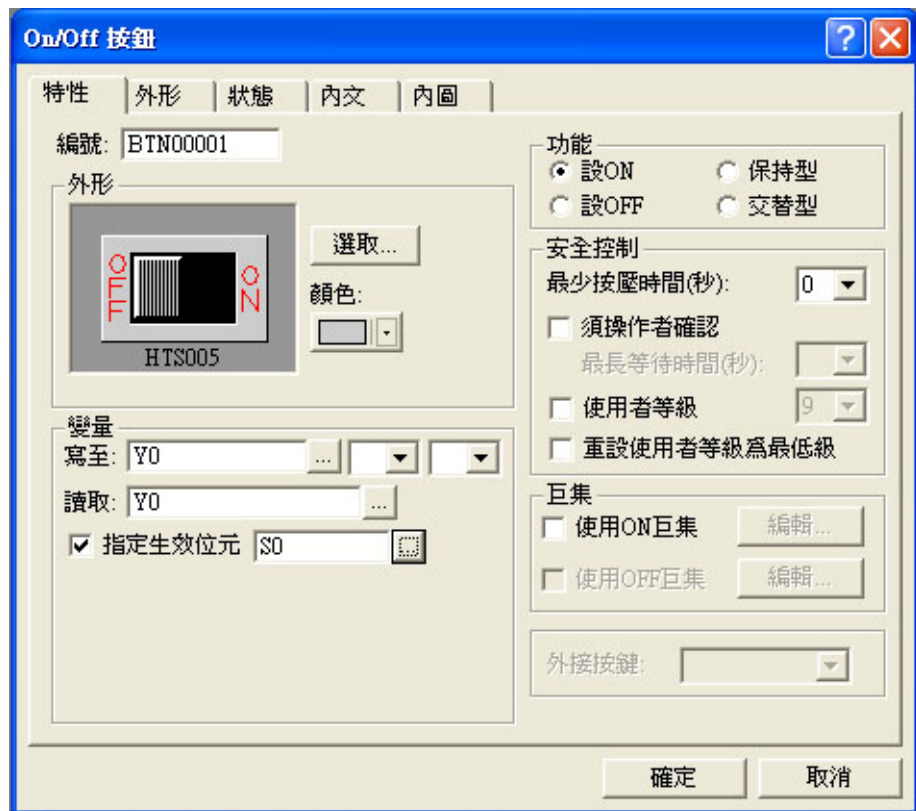 On/Off 按鈕
特性 外形 狀態 內文 內圖
編號: BTN00001
外形
OFF ON
HTS005
選取...
顏色:
變量
寫至: Y0 ...
讀取: Y0 ...
指定生效位元 S0
功能
設ON 保持型
設OFF 交替型
安全控制
最少按壓時間(秒): 0
須操作者確認
最長等待時間(秒):
使用者等級 9
重設使用者等級為最低級
巨集
使用ON巨集 編輯...
使用OFF巨集 編輯...
外接按鍵:
確定 取消